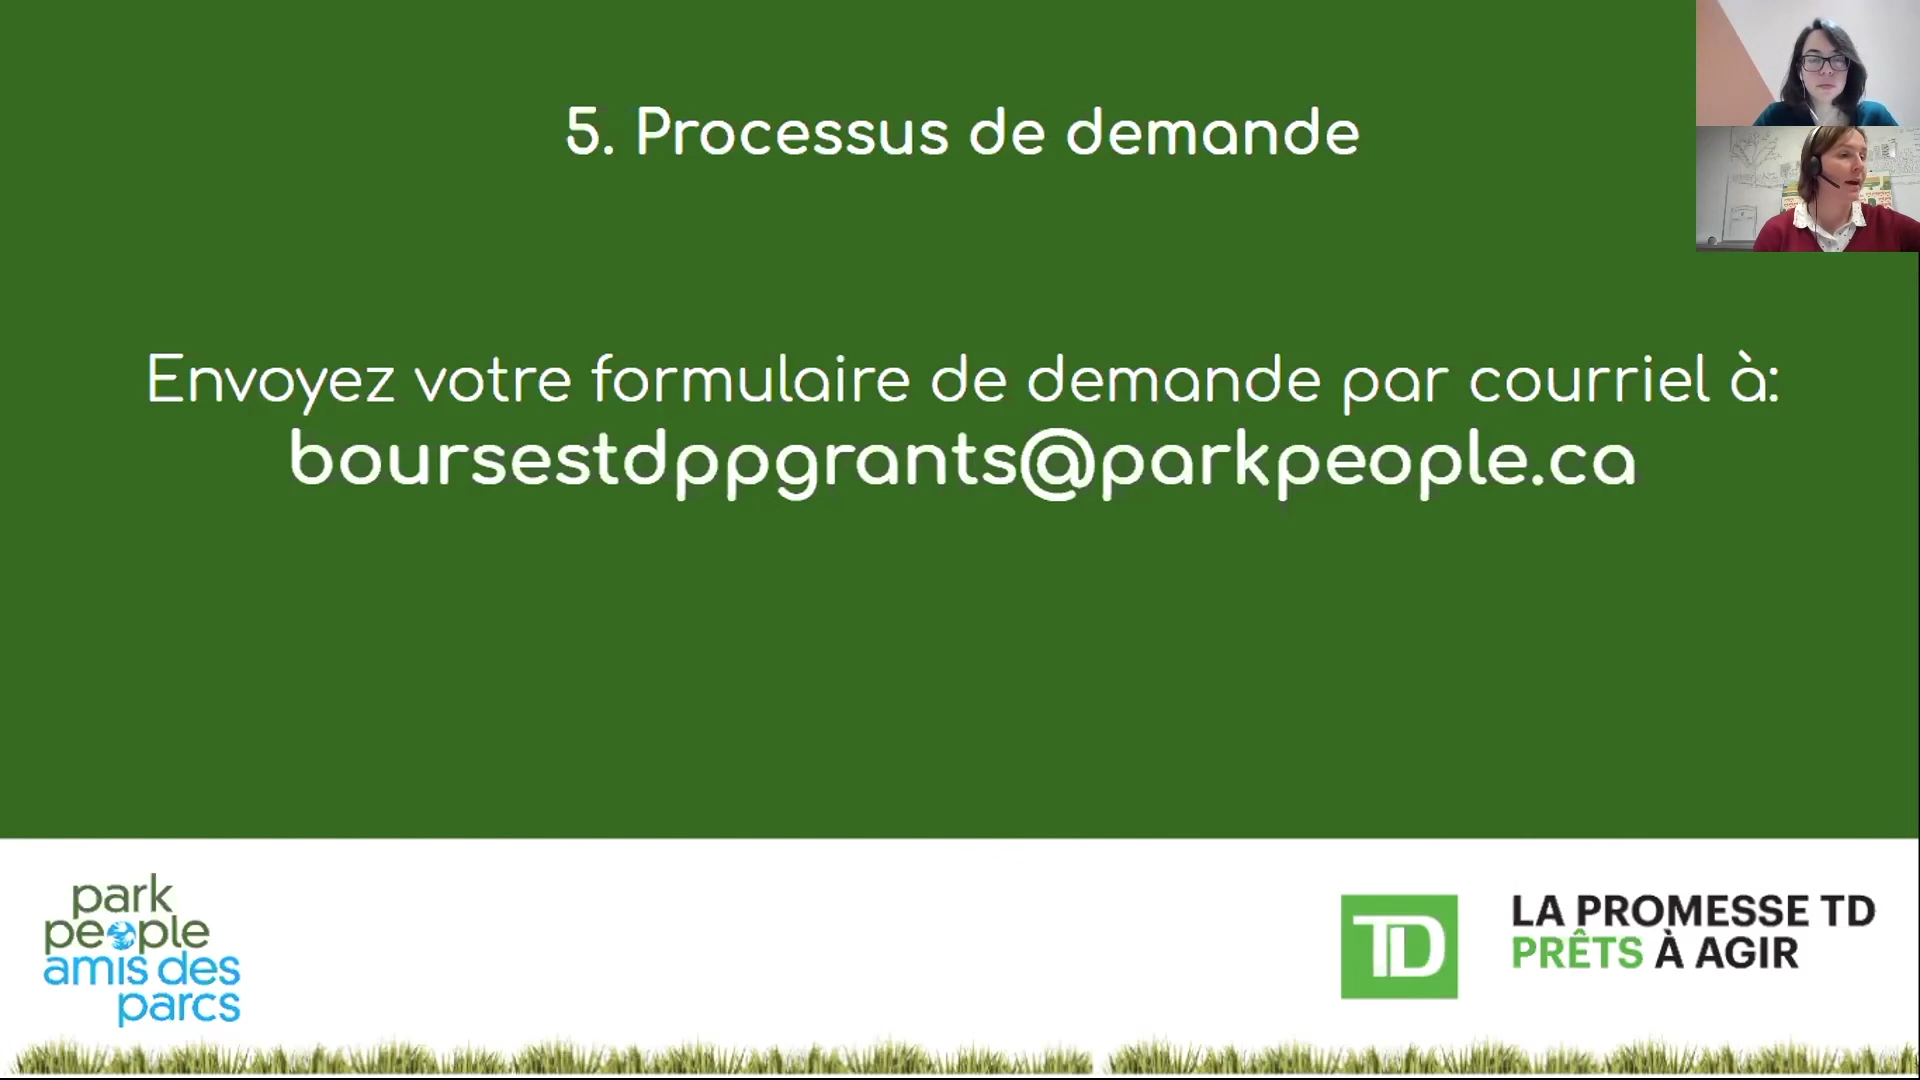 5. Processus de demande
Envoyez votre formulaire de demande par courriel à:
boursestdppgrants@parkpeople.ca
park
people
amis des
parcs
TD
LA PROMESSE TD
PRÊTS À AGIR